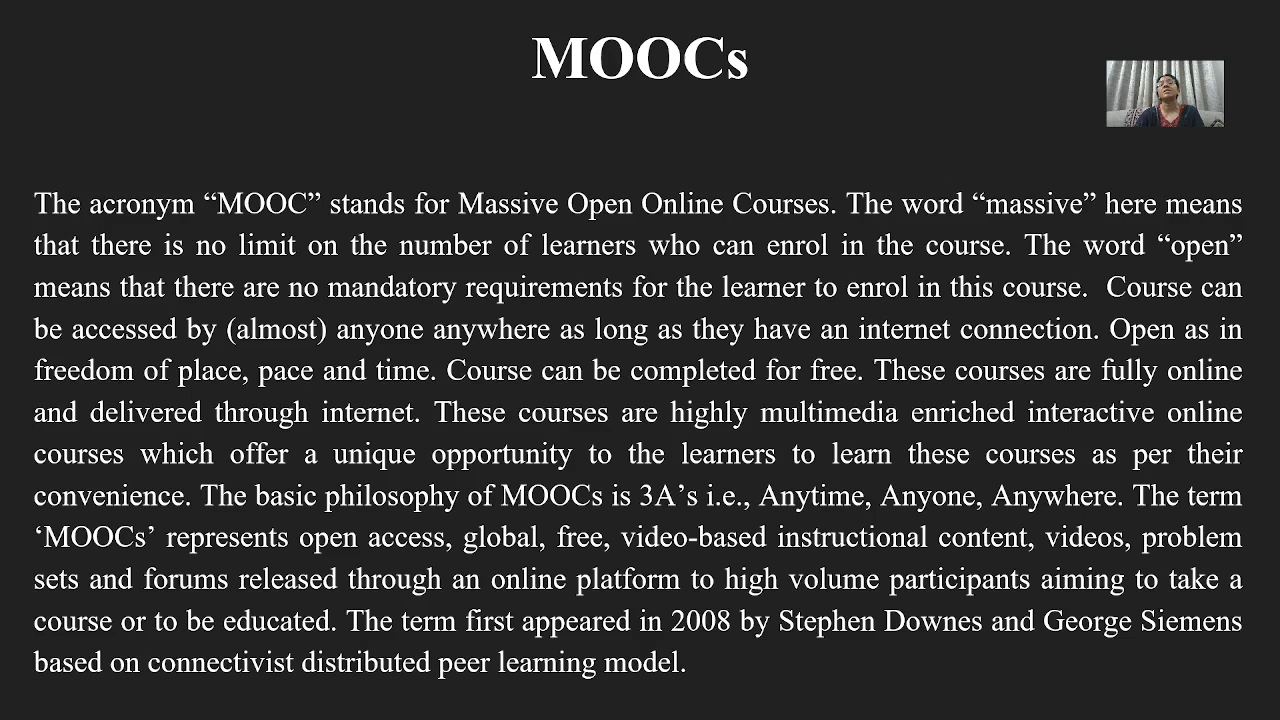 MOOCs
The acronym “MOOC” stands for Massive Open Online Courses. The word “massive” here means
that there is no limit on the number of learners who can enrol in the course. The word “open”
means that there are no mandatory requirements for the learner to enrol in this course.  Course can
be accessed by (almost) anyone anywhere as long as they have an internet connection. Open as in
freedom of place, pace and time. Course can be completed for free. These courses are fully online
and delivered through internet. These courses are highly multimedia enriched interactive online
courses which offer a unique opportunity to the learners to learn these courses as per their
convenience. The basic philosophy of MOOCs is 3A’s i.e., Anytime, Anyone, Anywhere. The term
‘MOOCs’ represents open access, global, free, video-based instructional content, videos, problem
sets and forums released through an online platform to high volume participants aiming to take a
course or to be educated. The term first appeared in 2008 by Stephen Downes and George Siemens
based on connectivist distributed peer learning model.